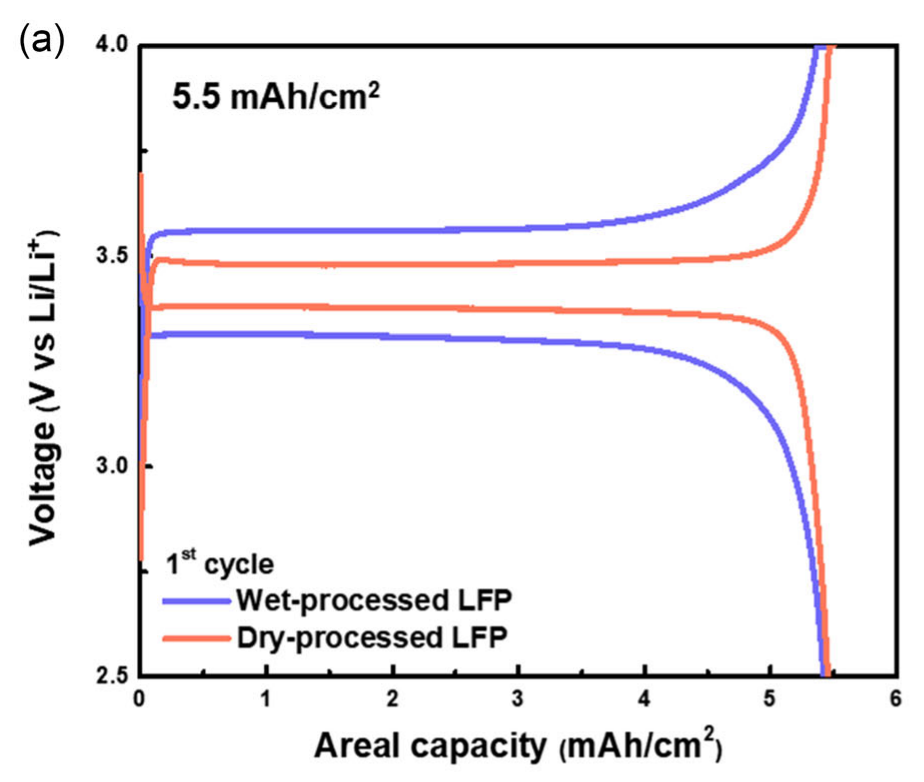 (a)
5.5 mAh/cm²
4.0
3.5
3.0
2.5
Voltage (V vs Li/Li⁺)
1ˢᵗ cycle
Wet-processed LFP
Dry-processed LFP
0 1 2 3 4 5 6
Areal capacity (mAh/cm²)